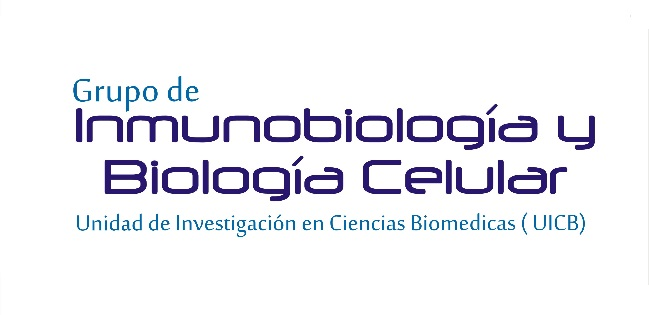 Grupo de
Inmunobiología y
Biología Celular
Unidad de Investigación en Ciencias Biomedicas ( UICB)